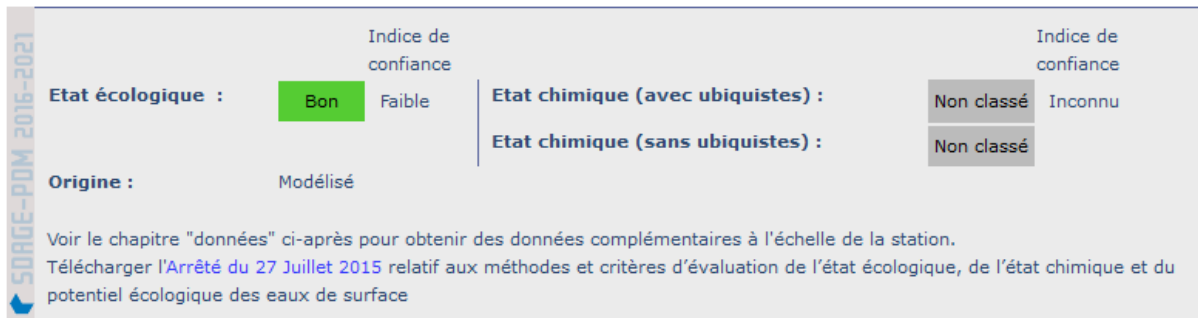 SDAGE-PDM 2016-2021
Indice de
confiance
Indice de
confiance
Etat écologique : Bon Faible Etat chimique (avec ubiquistes) : Non classé Inconnu
Etat chimique (sans ubiquistes) : Non classé
Origine : Modélisé
Voir le chapitre "données" ci-après pour obtenir des données complémentaires à l'échelle de la station.
Télécharger l'Arrêté du 27 Juillet 2015 relatif aux méthodes et critères d’évaluation de l’état écologique, de l’état chimique et du
potentiel écologique des eaux de surface